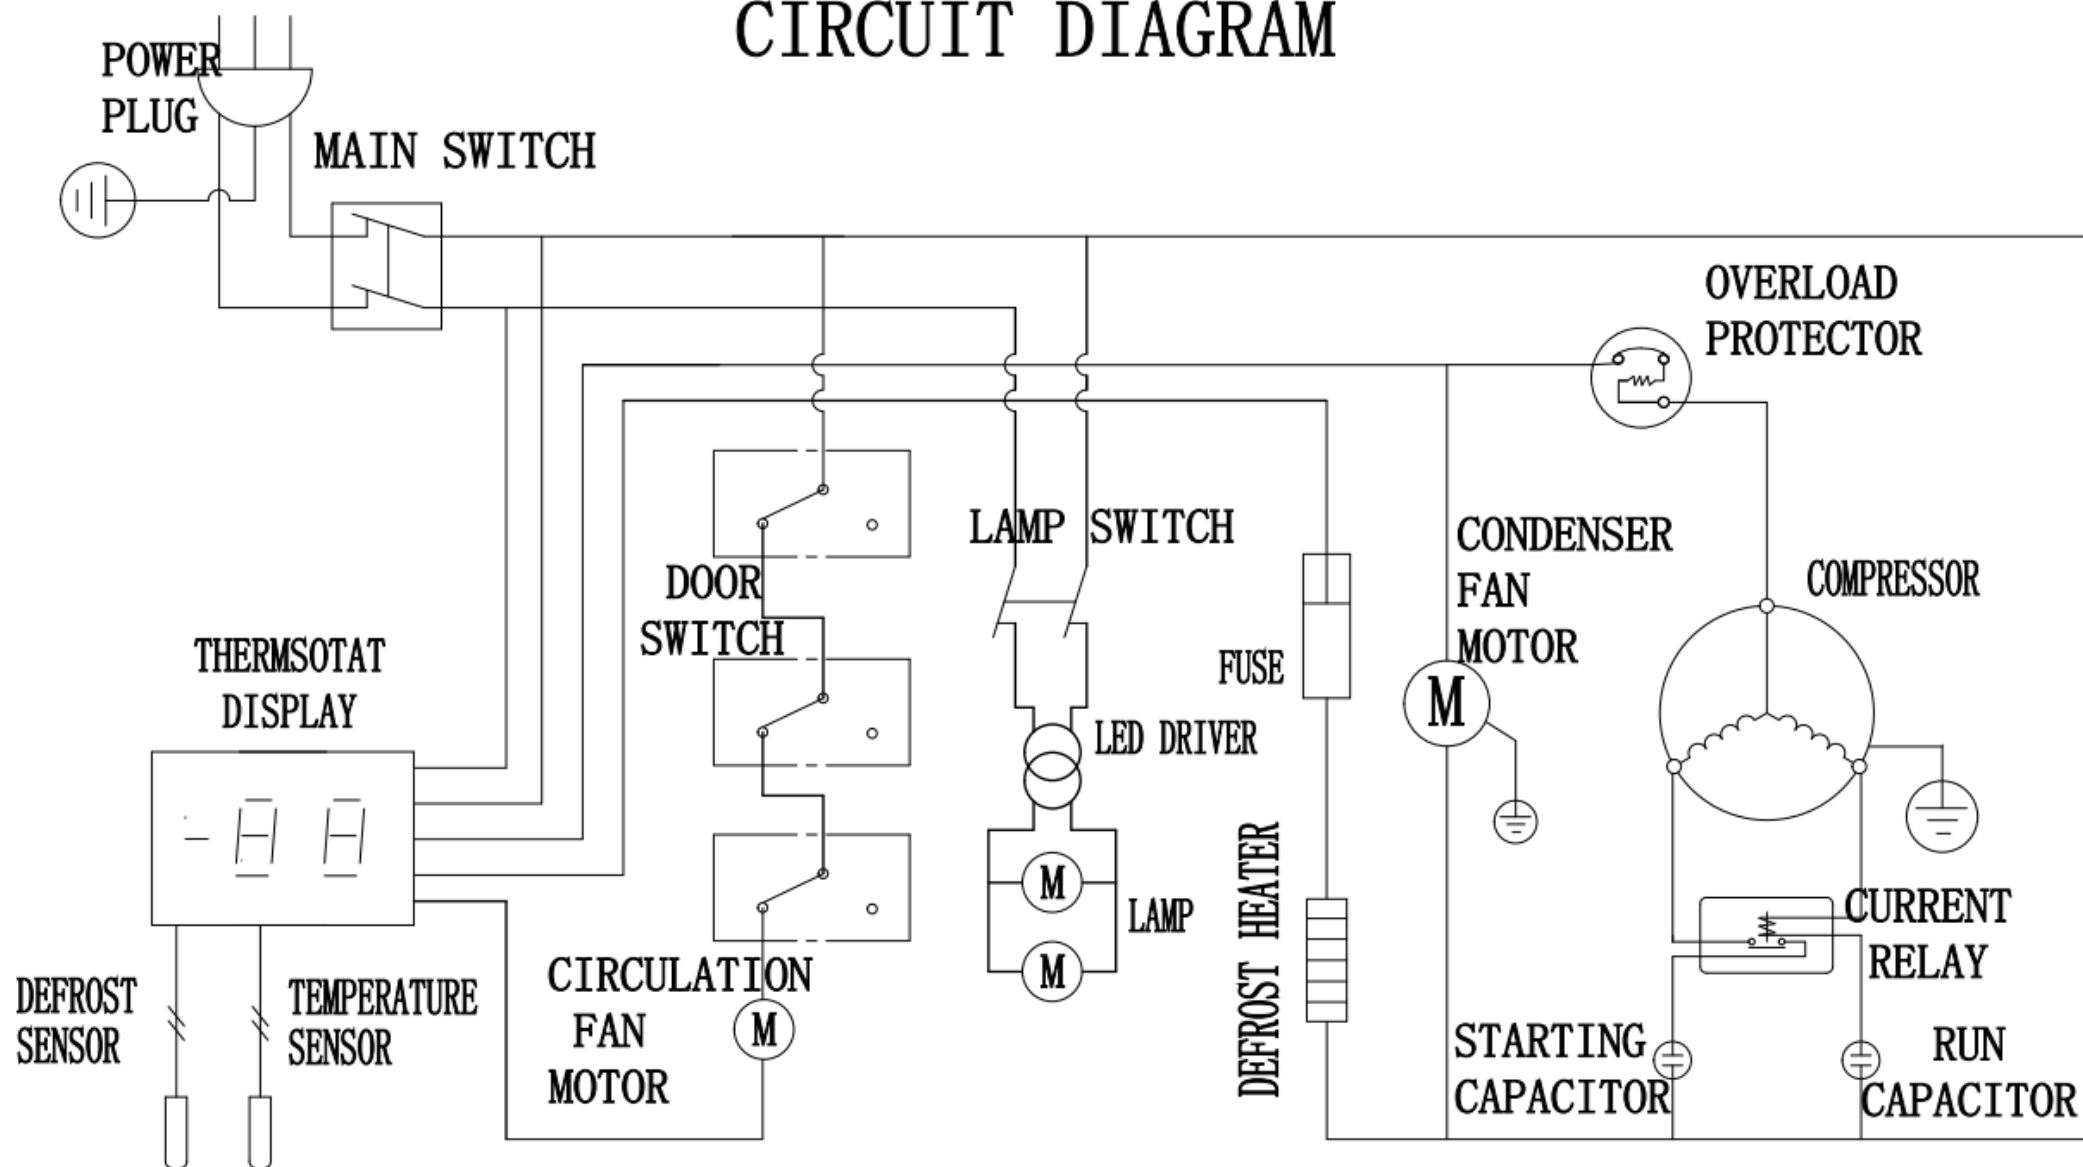 CIRCUIT DIAGRAM
POWER
PLUG
MAIN SWITCH
OVERLOAD
PROTECTOR
LAMP SWITCH
CONDENSER
FAN
MOTOR
COMPRESSOR
DOOR
SWITCH
THERMSOTAT
DISPLAY
FUSE
M
LED DRIVER
-88
M
LAMP
M
DEFROST HEATER
CURRENT
RELAY
DEFROST
SENSOR
TEMPERATURE
SENSOR
CIRCULATION
FAN
MOTOR
M
STARTING
CAPACITOR
RUN
CAPACITOR